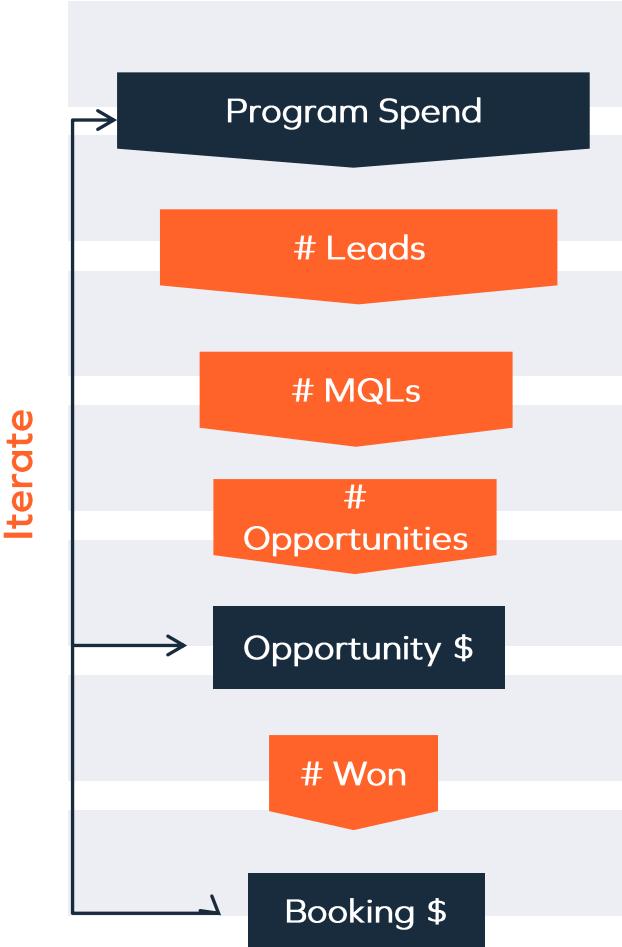 Program Spend
# Leads
# MQLs
#
Opportunities
Iterate
Opportunity $
# Won
Booking $